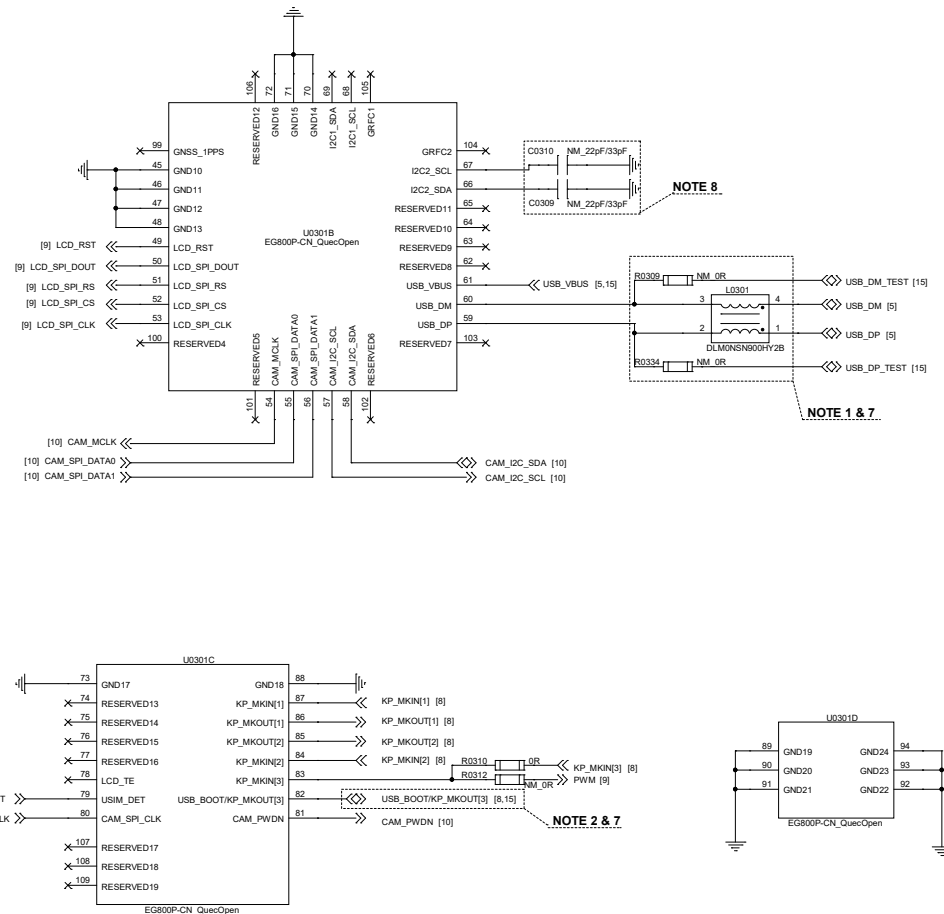 106
72
71
70
69
68
105
RESERVED12
GND16
GND15
GND14
I2C1_SDA
I2C1_SCL
GRFC1
99 GNSS_1PPS
45 GND10
46 GND11
47 GND12
48 GND13
[9] LCD_RST 49 LCD_RST
[9] LCD_SPI_DOUT 50 LCD_SPI_DOUT
[9] LCD_SPI_RS 51 LCD_SPI_RS
[9] LCD_SPI_CS 52 LCD_SPI_CS
[9] LCD_SPI_CLK 53 LCD_SPI_CLK
100 RESERVED4
U0301B
EG800P-CN_QuecOpen
GRFC2 104
I2C2_SCL 67
I2C2_SDA 66
RESERVED11 65
RESERVED10 64
RESERVED9 63
RESERVED8 62
USB_VBUS 61 USB_VBUS [5,15]
USB_DM 60
USB_DP 59
RESERVED7 103
C0310 NM_22pF/33pF
C0309 NM_22pF/33pF
NOTE 8
R0309 NM_0R USB_DM_TEST [15]
L0301
3 4 USB_DM [5]
2 1 USB_DP [5]
DLM0NSN900HY2B
R0334 NM_0R USB_DP_TEST [15]
NOTE 1 & 7
RESERVED5
CAM_MCLK
CAM_SPI_DATA0
CAM_SPI_DATA1
CAM_I2C_SCL
CAM_I2C_SDA
RESERVED6
101
54
55
56
57
58
102
[10] CAM_MCLK
[10] CAM_SPI_DATA0 CAM_I2C_SDA [10]
[10] CAM_SPI_DATA1 CAM_I2C_SCL [10]
U0301C
73 GND17 GND18 88
74 RESERVED13 KP_MKIN[1] 87 KP_MKIN[1] [8]
75 RESERVED14 KP_MKOUT[1] 86 KP_MKOUT[1] [8]
76 RESERVED15 KP_MKOUT[2] 85 KP_MKOUT[2] [8]
77 RESERVED16 KP_MKIN[2] 84 KP_MKIN[2] [8]
78 LCD_TE KP_MKIN[3] 83
R0310 0R KP_MKIN[3] [8]
R0312 NM_0R PWM [9]
T 79 USIM_DET USB_BOOT/KP_MKOUT[3] 82 USB_BOOT/KP_MKOUT[3] [8,15]
LK 80 CAM_SPI_CLK CAM_PWDN 81 CAM_PWDN [10]
NOTE 2 & 7
107 RESERVED17
108 RESERVED18
109 RESERVED19
EG800P-CN_QuecOpen
U0301D
89 GND19 GND24 94
90 GND20 GND23 93
91 GND21 GND22 92
EG800P-CN_QuecOpen